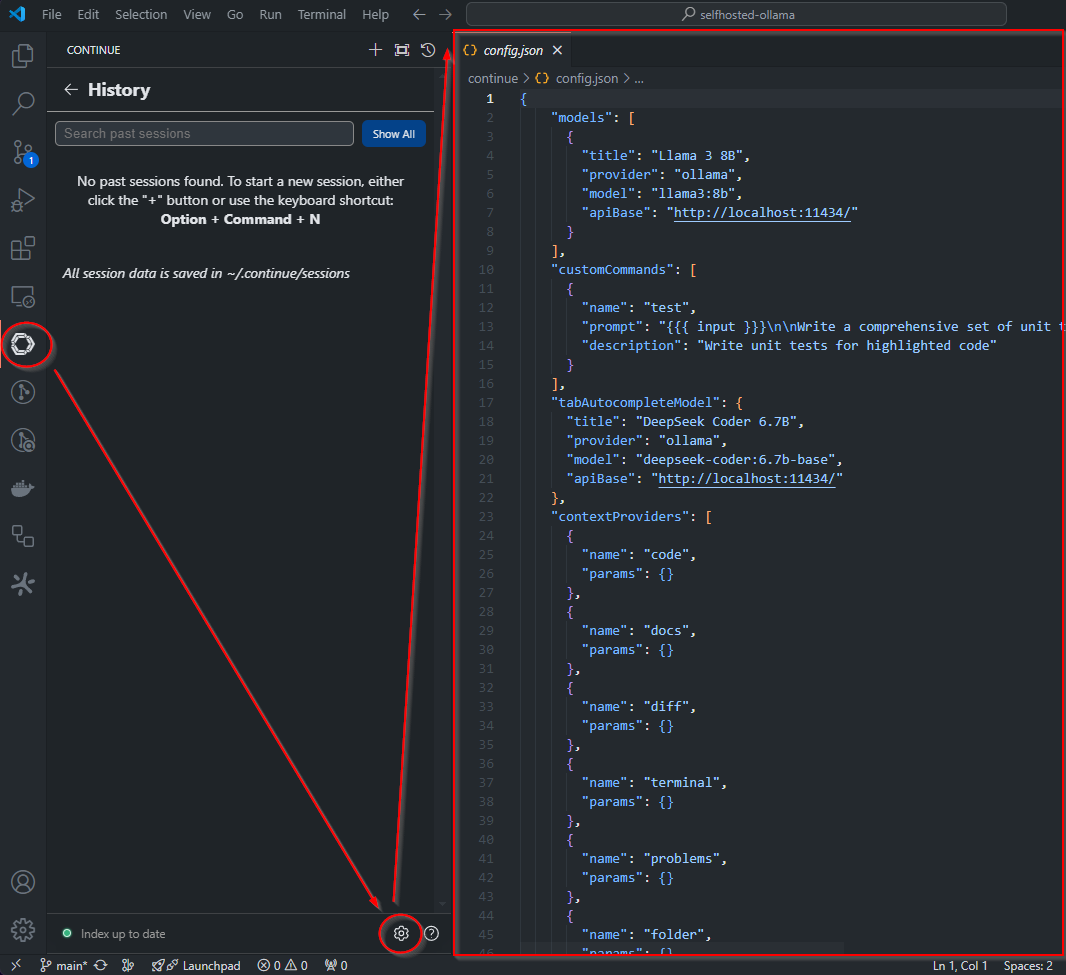 File Edit Selection View Go Run Terminal Help
selfhosted-ollama
CONTINUE
History
Search past sessions
Show All
No past sessions found. To start a new session, either
click the "+" button or use the keyboard shortcut:
Option + Command + N
All session data is saved in ~/.continue/sessions
1
Index up to date
{} config.json
continue > {} config.json > ...
1 {
2 "models": [
3 {
4 "title": "Llama 3 8B",
5 "provider": "ollama",
6 "model": "llama3:8b",
7 "apiBase": "http://localhost:11434/"
8 }
9 ],
10 "customCommands": [
11 {
12 "name": "test",
13 "prompt": "{{{ input }}}\n\nWrite a comprehensive set of unit t
14 "description": "Write unit tests for highlighted code"
15 }
16 ],
17 "tabAutocompleteModel": {
18 "title": "DeepSeek Coder 6.7B",
19 "provider": "ollama",
20 "model": "deepseek-coder:6.7b-base",
21 "apiBase": "http://localhost:11434/"
22 },
23 "contextProviders": [
24 {
25 "name": "code",
26 "params": {}
27 },
28 {
29 "name": "docs",
30 "params": {}
31 },
32 {
33 "name": "diff",
34 "params": {}
35 },
36 {
37 "name": "terminal",
38 "params": {}
39 },
40 {
41 "name": "problems",
42 "params": {}
43 },
44 {
45 "name": "folder",
46 "params": {}
main* Launchpad 0 0 0 Ln 1, Col 1 Spaces: 2